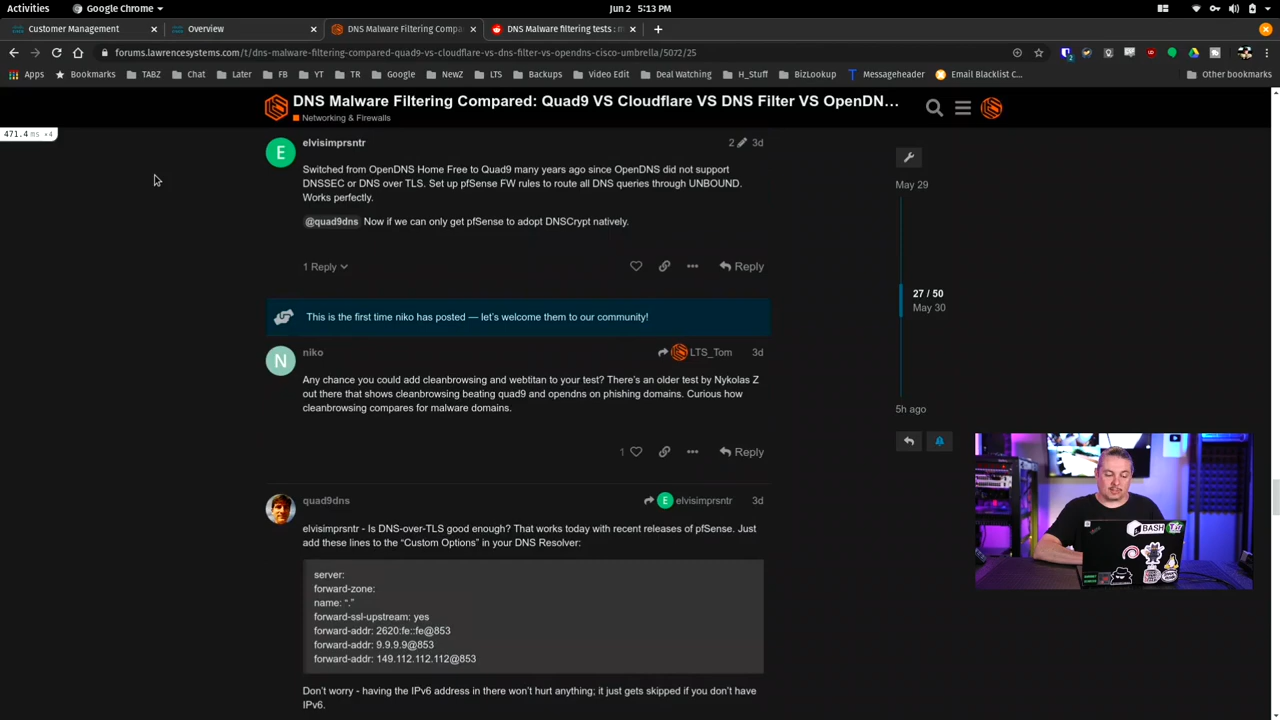 Activities
Google Chrome
Jun 2 5:13 PM
Customer Management
Overview
DNS Malware Filtering Comp
DNS Malware filtering tests : m
forums.lawrencesystems.com/t/dns-malware-filtering-compared-quad9-vs-cloudflare-vs-dns-filter-vs-opendns-cisco-umbrella/5072/25
Apps
Bookmarks
TABZ
Chat
Later
FB
YT
TR
Google
NewZ
LTS
Backups
Video Edit
Deal Watching
H_Stuff
BizLookup
Messageheader
Email Blacklist C...
Other bookmarks
DNS Malware Filtering Compared: Quad9 VS Cloudflare VS DNS Filter VS OpenDN...
Networking & Firewalls
471.4 ms ×4
elvisimprsntr
2
3d
Switched from OpenDNS Home Free to Quad9 many years ago since OpenDNS did not support
DNSSEC or DNS over TLS. Set up pfSense FW rules to route all DNS queries through UNBOUND.
Works perfectly.
@quad9dns Now if we can only get pfSense to adopt DNSCrypt natively.
1 Reply
Reply
This is the first time niko has posted — let's welcome them to our community!
N
niko
LTS_Tom
3d
Any chance you could add cleanbrowsing and webtitan to your test? There's an older test by Nykolas Z
out there that shows cleanbrowsing beating quad9 and opendns on phishing domains. Curious how
cleanbrowsing compares for malware domains.
1
Reply
quad9dns
E
elvisimprsntr
3d
elvisimprsntr - Is DNS-over-TLS good enough? That works today with recent releases of pfSense. Just
add these lines to the “Custom Options” in your DNS Resolver:
server:
forward-zone:
name: “.”
forward-ssl-upstream: yes
forward-addr: 2620:fe::fe@853
forward-addr: 9.9.9.9@853
forward-addr: 149.112.112.112@853
Don't worry - having the IPv6 address in there won't hurt anything; it just gets skipped if you don't have
IPv6.
E
May 29
27 / 50
May 30
5h ago
BASH